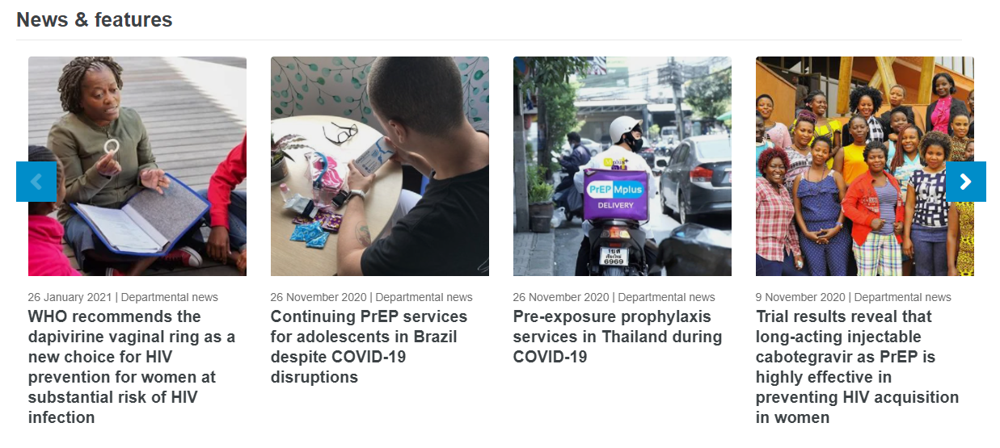 News & features
26 January 2021 | Departmental news
WHO recommends the
dapivirine vaginal ring as a
new choice for HIV
prevention for women at
substantial risk of HIV
infection
26 November 2020 | Departmental news
Continuing PrEP services
for adolescents in Brazil
despite COVID-19
disruptions
Mplus+
PrEP Mplus
DELIVERY
6969
26 November 2020 | Departmental news
Pre-exposure prophylaxis
services in Thailand during
COVID-19
9 November 2020 | Departmental news
Trial results reveal that
long-acting injectable
cabotegravir as PrEP is
highly effective in
preventing HIV acquisition
in women